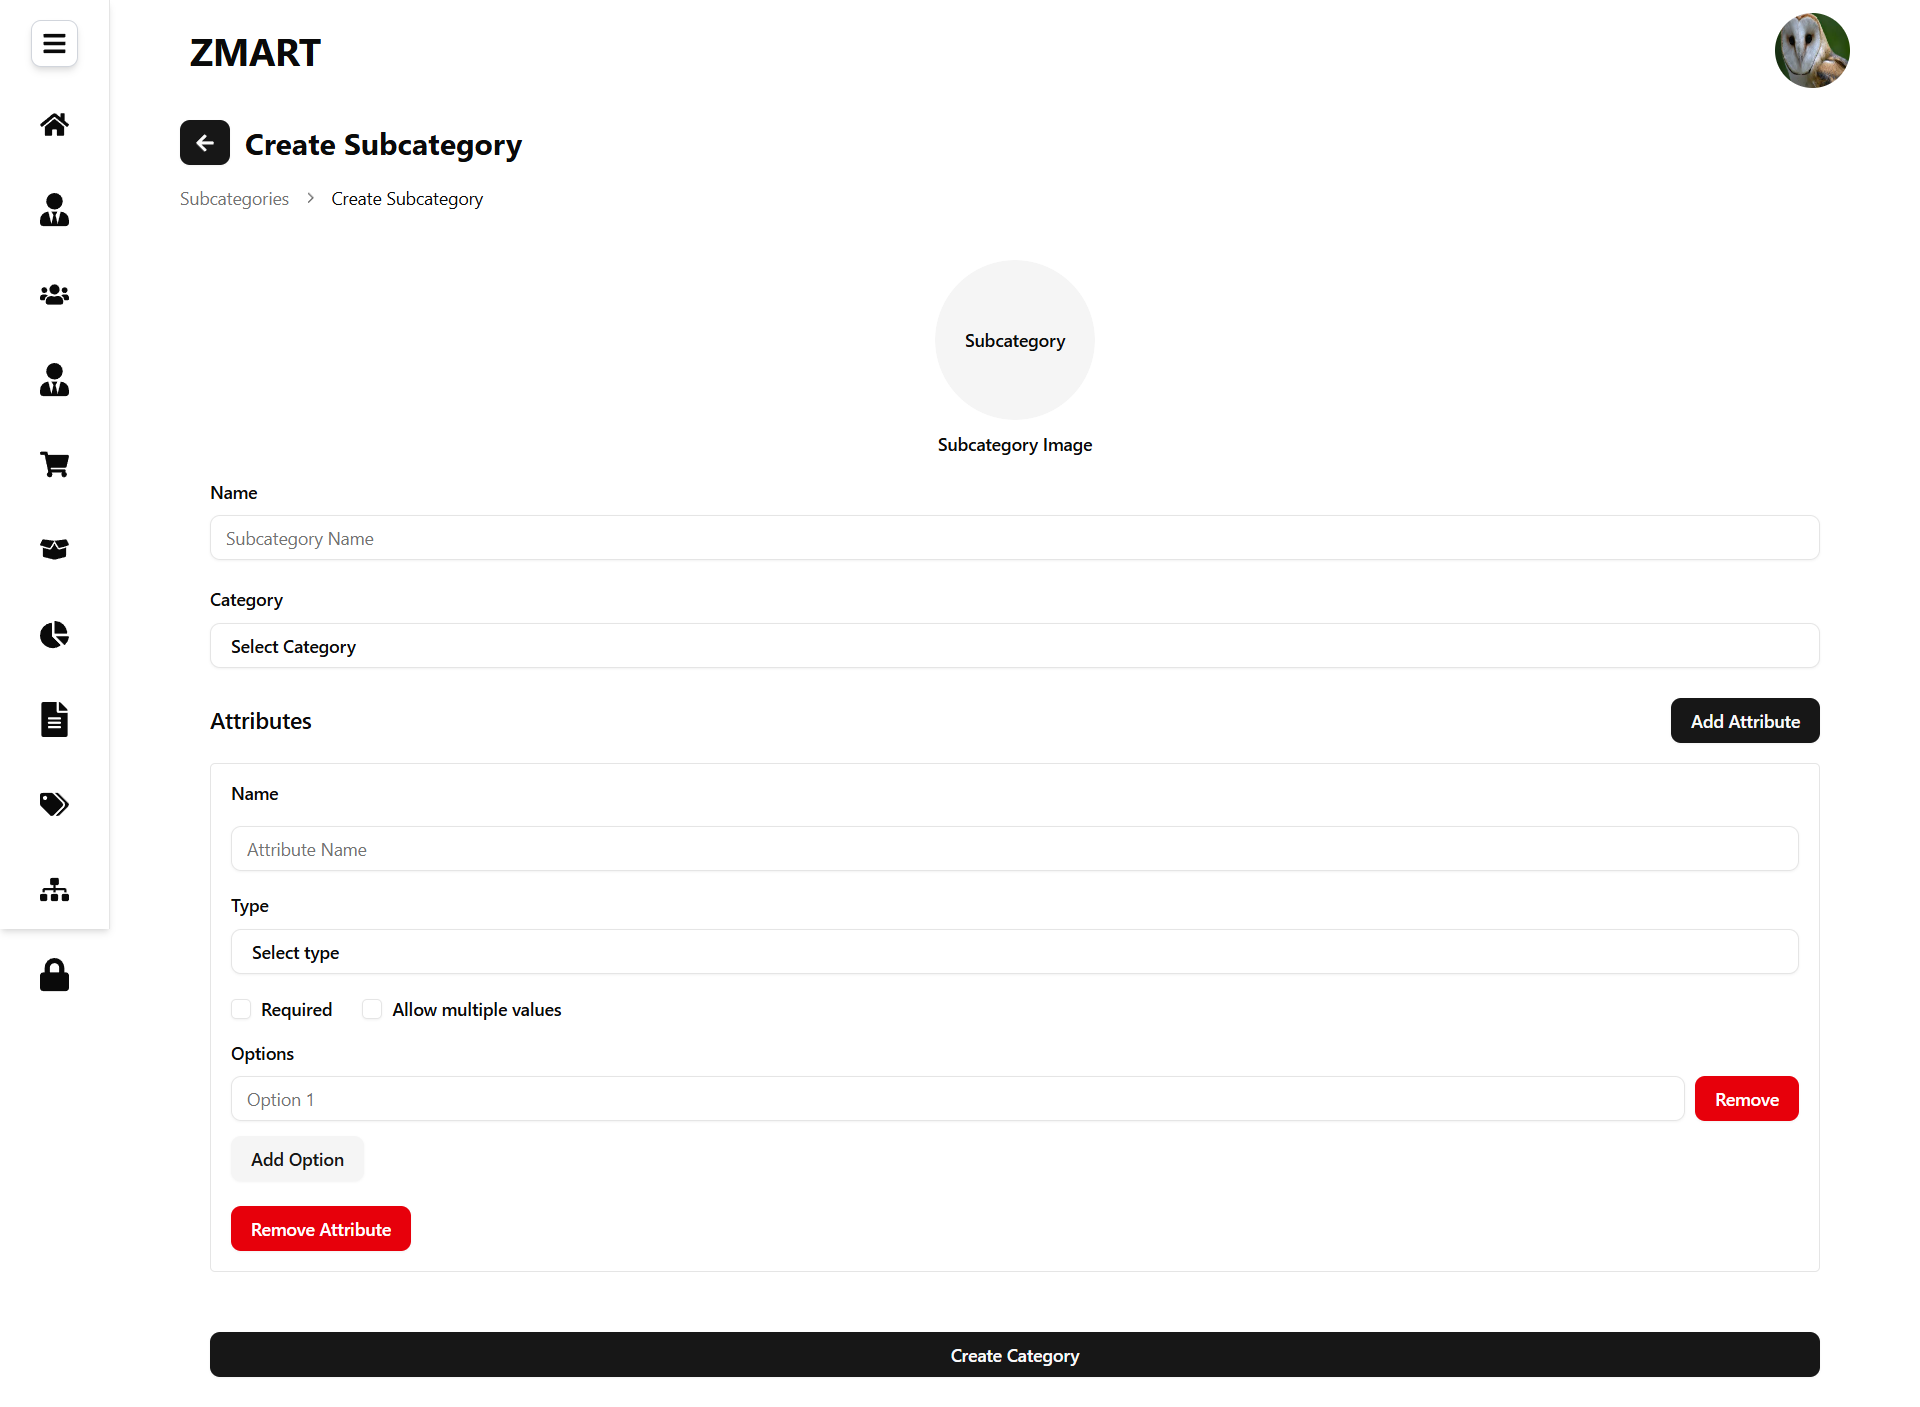 ZMART
Create Subcategory
Subcategories > Create Subcategory
Subcategory
Subcategory Image
Name
Subcategory Name
Category
Select Category
Attributes
Add Attribute
Name
Attribute Name
Type
Select type
Required Allow multiple values
Options
Option 1
Remove
Add Option
Remove Attribute
Create Category